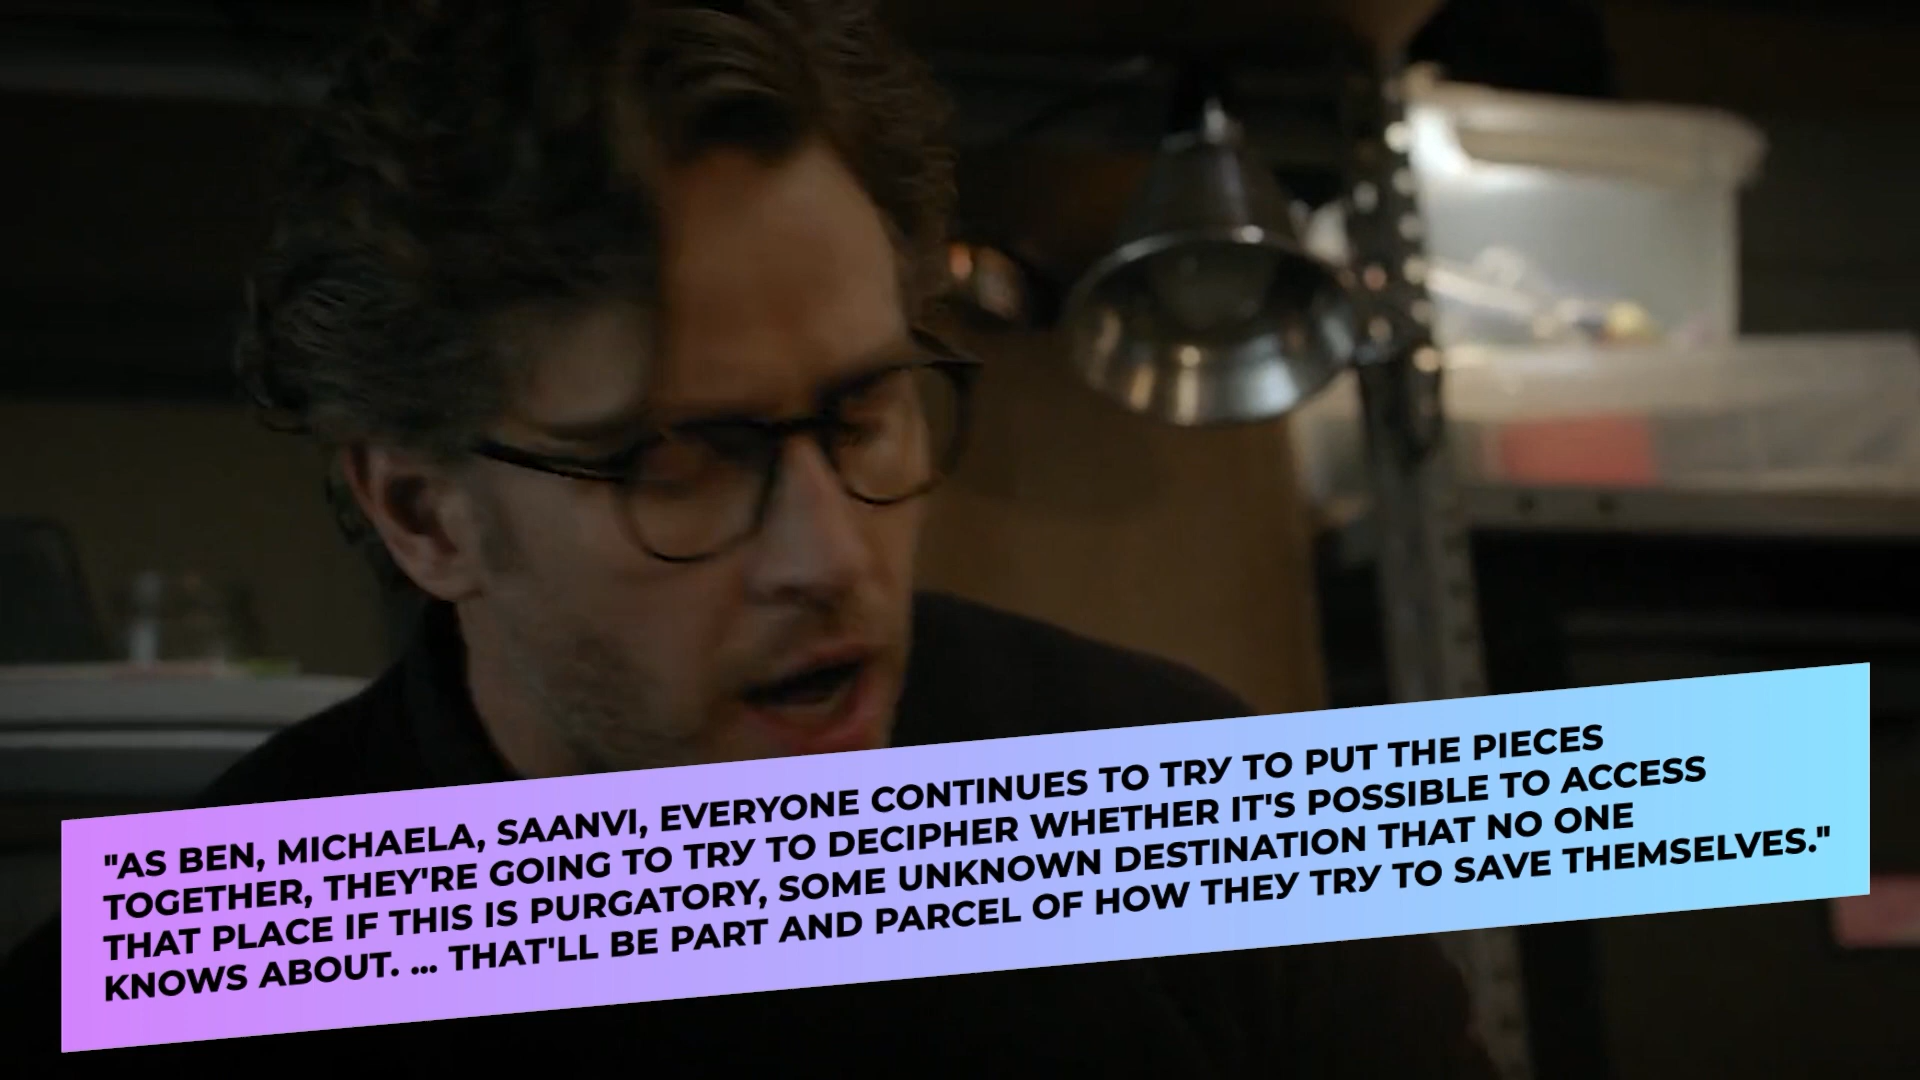 "AS BEN, MICHAELA, SAANVI, EVERYONE CONTINUES TO TRY TO PUT THE PIECES
TOGETHER, THEY'RE GOING TO TRY TO DECIPHER WHETHER IT'S POSSIBLE TO ACCESS
THAT PLACE IF THIS IS PURGATORY, SOME UNKNOWN DESTINATION THAT NO ONE
KNOWS ABOUT. ... THAT'LL BE PART AND PARCEL OF HOW THEY TRY TO SAVE THEMSELVES."